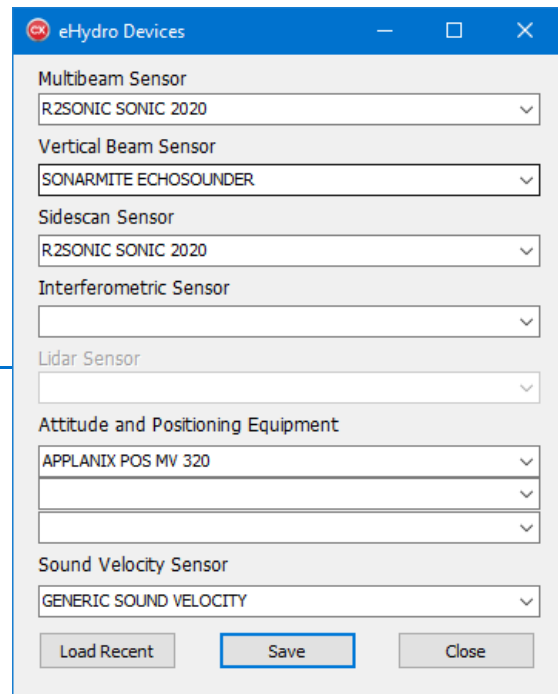 eHydro Devices
Multibeam Sensor
R2SONIC SONIC 2020
Vertical Beam Sensor
SONARMITE ECHOSOUNDER
Sidescan Sensor
R2SONIC SONIC 2020
Interferometric Sensor
Lidar Sensor
Attitude and Positioning Equipment
APPLANIX POS MV 320
Sound Velocity Sensor
GENERIC SOUND VELOCITY
Load Recent Save Close